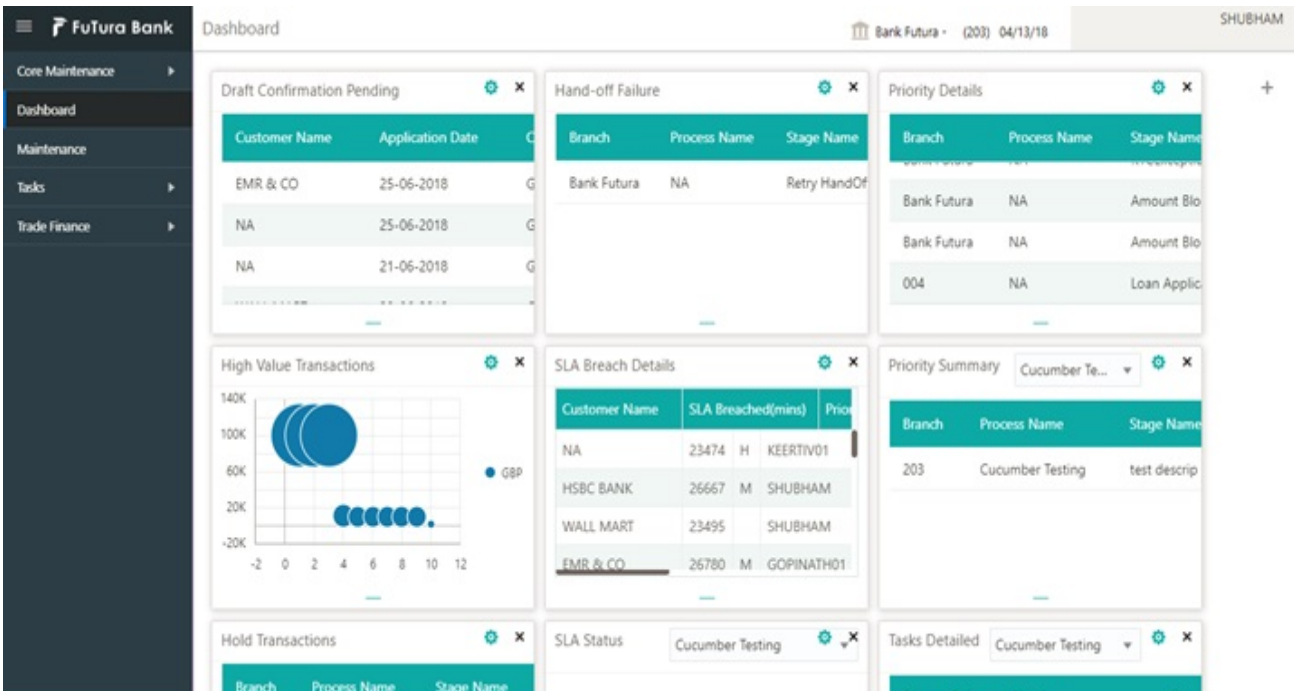 FuTura Bank
Dashboard
Bank Futura - (203) 04/13/18
SHUBHAM
Core Maintenance
Dashboard
Maintenance
Tasks
Trade Finance
Draft Confirmation Pending
Customer Name Application Date C
EMR & CO 25-06-2018 G
NA 25-06-2018 G
NA 21-06-2018 G
Hand-off Failure
Branch Process Name Stage Name
Bank Futura NA Retry HandOf
Priority Details
Branch Process Name Stage Name
Bank Futura NA Amount Blo
Bank Futura NA Amount Blo
004 NA Loan Applic
High Value Transactions
140K
100K
60K
20K
-20K
-2 0 2 4 6 8 10 12
GBP
SLA Breach Details
Customer Name SLA Breached(mins) Prior
NA 23474 H KEERTIV01
HSBC BANK 26667 M SHUBHAM
WALL MART 23495 SHUBHAM
EMR & CO 26780 M GOPINATH01
Priority Summary Cucumber Te...
Branch Process Name Stage Name
203 Cucumber Testing test descrip
Hold Transactions
Branch Process Name Stage Name
SLA Status Cucumber Testing
Tasks Detailed Cucumber Testing